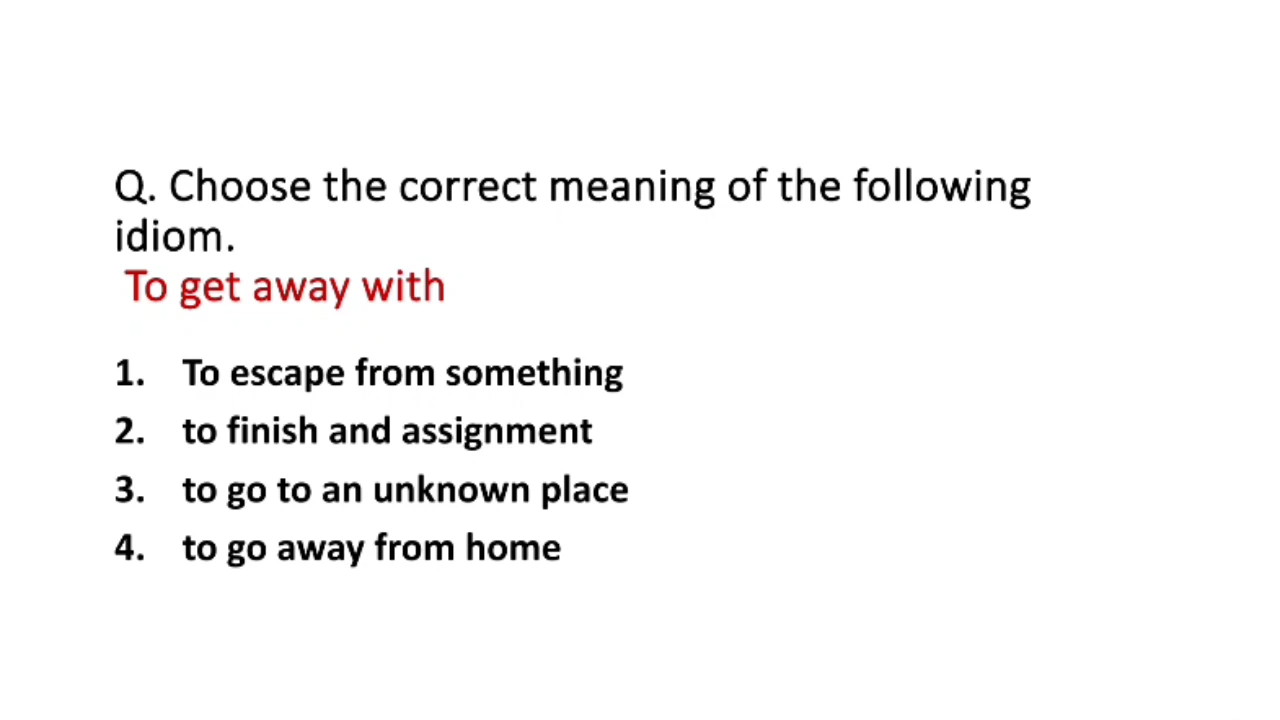 Q. Choose the correct meaning of the following
idiom.
To get away with
1. To escape from something
2. to finish and assignment
3. to go to an unknown place
4. to go away from home